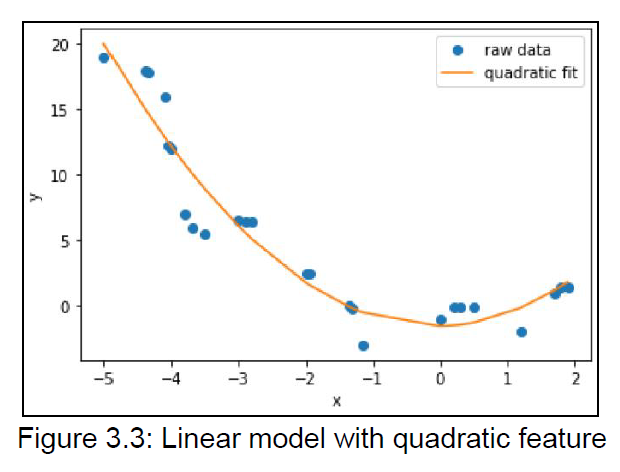 raw data
quadratic fit
20
15
10
5
0
y
−5 −4 −3 −2 −1 0 1 2
x
Figure 3.3: Linear model with quadratic feature